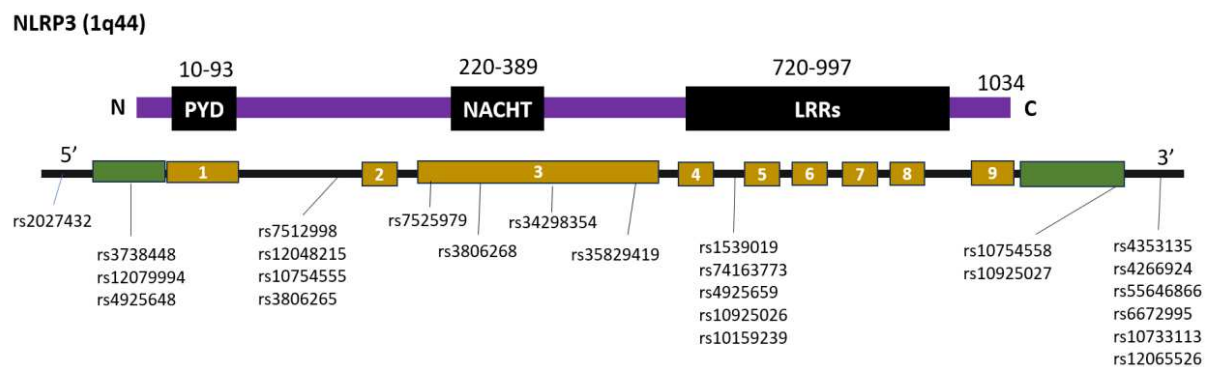 NLRP3 (1q44)
10-93 220-389 720-997 1034
N PYD NACHT LRRs C
5’ 3’
1 2 3 4 5 6 7 8 9
rs2027432
rs3738448
rs12079994
rs4925648
rs7512998
rs12048215
rs10754555
rs3806265
rs7525979
rs3806268
rs34298354
rs35829419
rs1539019
rs74163773
rs4925659
rs10925026
rs10159239
rs10754558
rs10925027
rs4353135
rs4266924
rs55646866
rs6672995
rs10733113
rs12065526